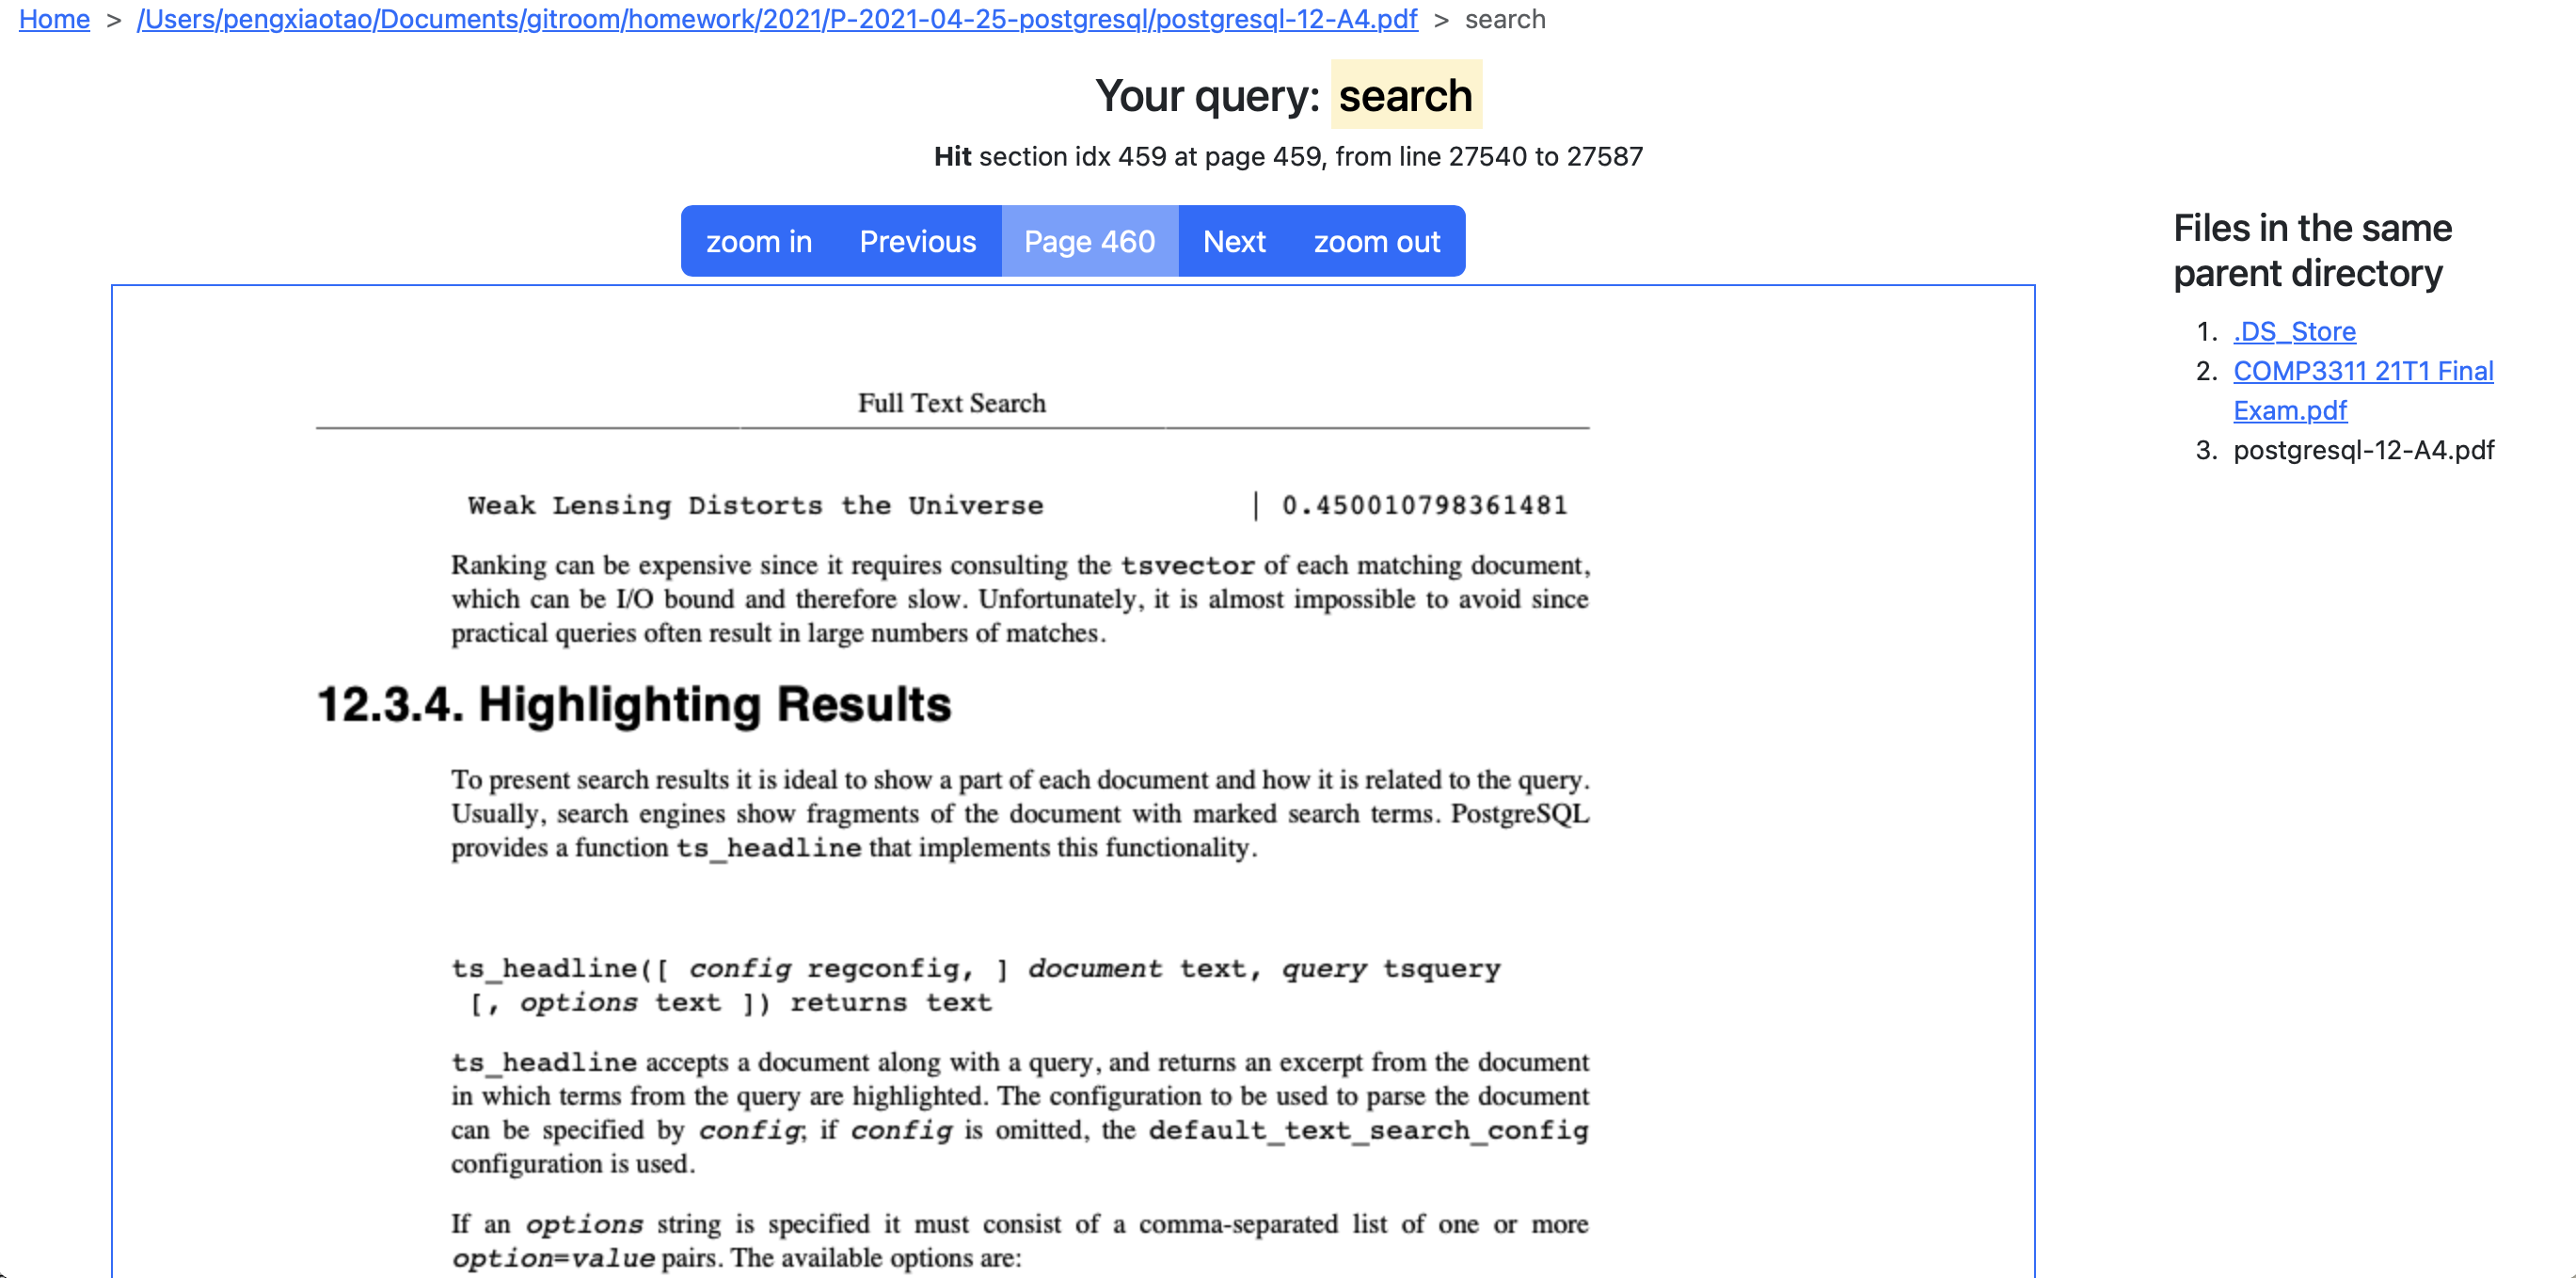 Home > /Users/pengxiaotao/Documents/gitroom/homework/2021/P-2021-04-25-postgresql/postgresql-12-A4.pdf > search
Your query: search
Hit section idx 459 at page 459, from line 27540 to 27587
zoom in Previous Page 460 Next zoom out
Full Text Search
Weak Lensing Distorts the Universe | 0.450010798361481
Ranking can be expensive since it requires consulting the tsvector of each matching document,
which can be I/O bound and therefore slow. Unfortunately, it is almost impossible to avoid since
practical queries often result in large numbers of matches.
12.3.4. Highlighting Results
To present search results it is ideal to show a part of each document and how it is related to the query.
Usually, search engines show fragments of the document with marked search terms. PostgreSQL
provides a function ts_headline that implements this functionality.
ts_headline([ config regconfig, ] document text, query tsquery
[, options text ]) returns text
ts_headline accepts a document along with a query, and returns an excerpt from the document
in which terms from the query are highlighted. The configuration to be used to parse the document
can be specified by config; if config is omitted, the default_text_search_config
configuration is used.
If an options string is specified it must consist of a comma-separated list of one or more
option=value pairs. The available options are:
Files in the same
parent directory
1. .DS_Store
2. COMP3311 21T1 Final
Exam.pdf
3. postgresql-12-A4.pdf